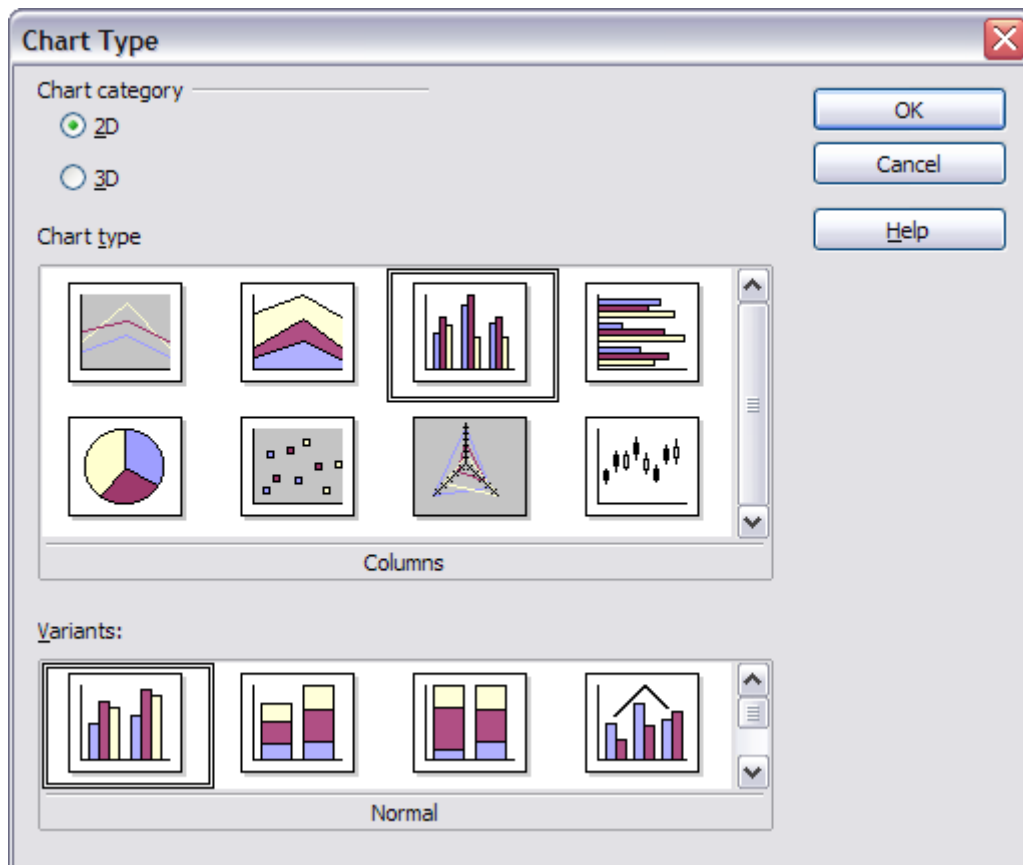 Chart Type
Chart category
2D
3D
OK
Cancel
Help
Chart type
Columns
Variants:
Normal